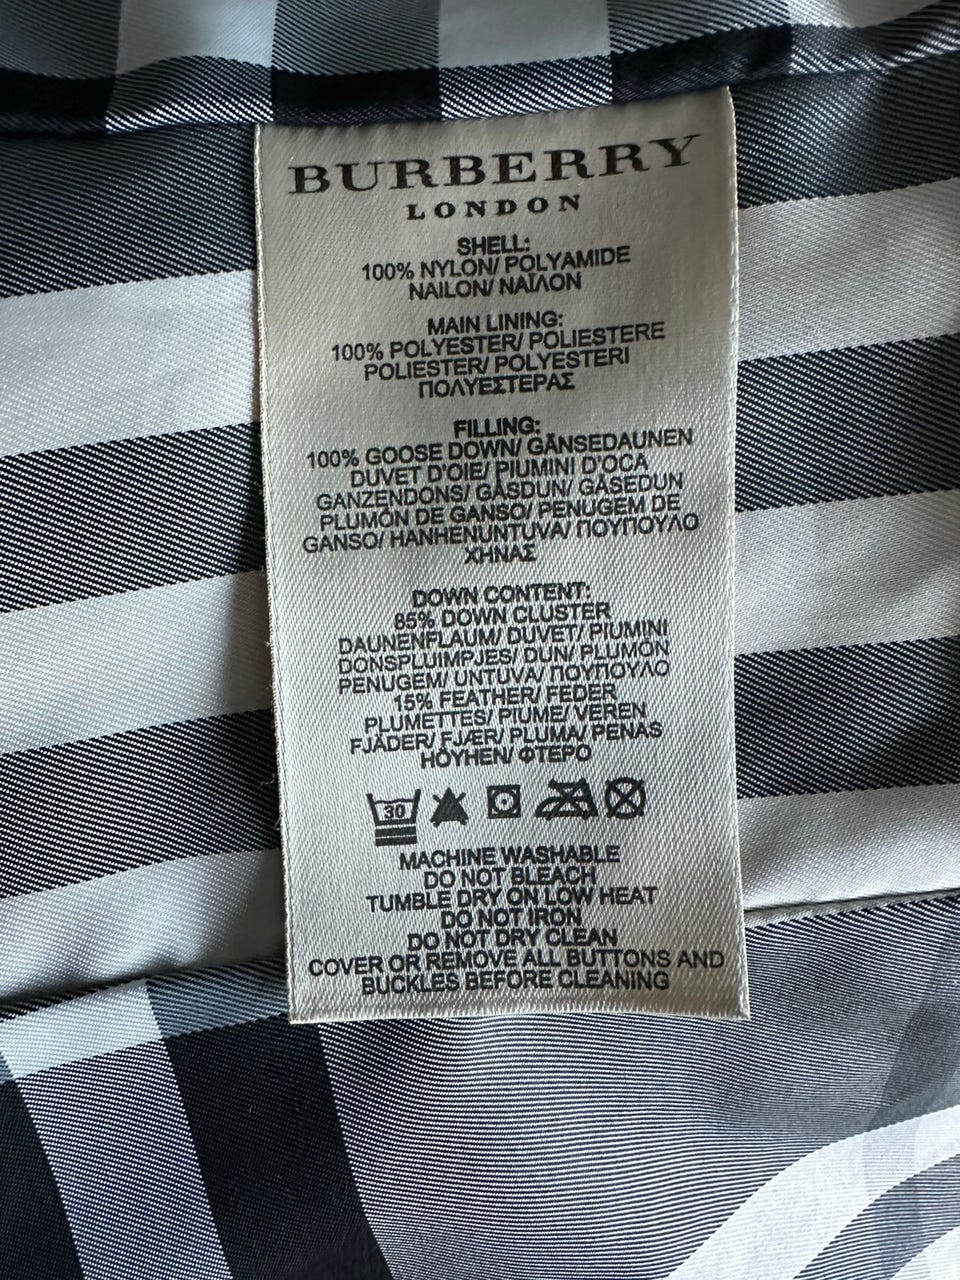 BURBERRY
LONDON
SHELL:
100% NYLON/ POLYAMIDE
NAILON/ ΝΑΪΛΟΝ
MAIN LINING:
100% POLYESTER/ POLIESTERE
POLIESTER/ POLYESTERI
ΠΟΛΥΕΣΤΕΡΑΣ
FILLING:
100% GOOSE DOWN/ GÄNSEDAUNEN
DUVET D'OIE/ PIUMINI D'OCA
GANZENDONS/ GÅSDUN/ GÅSEDUN
PLUMÓN DE GANSO/ PENUGEM DE
GANSO/ HANHENUNTUVA/ ΠΟΥΠΟΥΛΟ
ΧΗΝΑΣ
DOWN CONTENT:
85% DOWN CLUSTER
DAUNENFLAUM/ DUVET/ PIUMINI
DONSPLUIMPJES/ DUN/ PLUMÓN
PENUGEM/ UNTUVA/ ΠΟΥΠΟΥΛΟ
15% FEATHER/ FEDER
PLUMETTES/ PIUME/ VEREN
FJÄDER/ FJÆR/ PLUMA/ PENAS
HÖYHEN/ ΦΤΕΡΟ
30
MACHINE WASHABLE
DO NOT BLEACH
TUMBLE DRY ON LOW HEAT
DO NOT IRON
DO NOT DRY CLEAN
COVER OR REMOVE ALL BUTTONS AND
BUCKLES BEFORE CLEANING